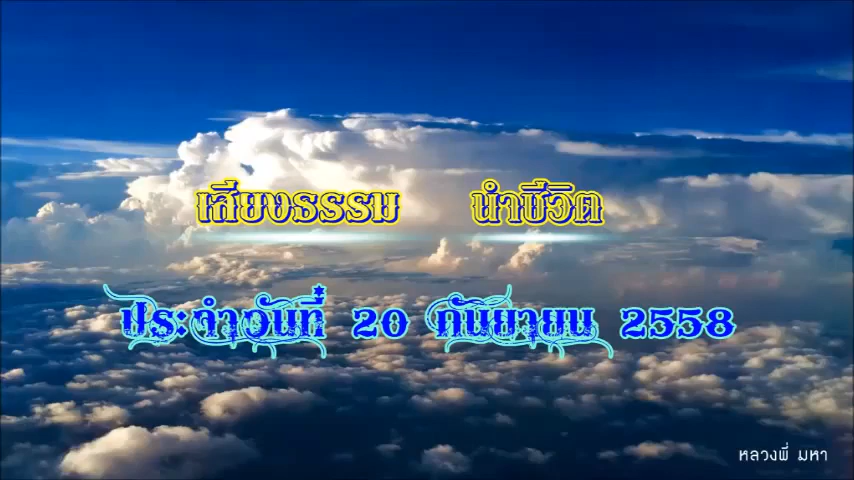 เสียงธรรม นำชีวิต
ประจำวันที่ 20 กันยายน 2558
หลวงพี่ มหา